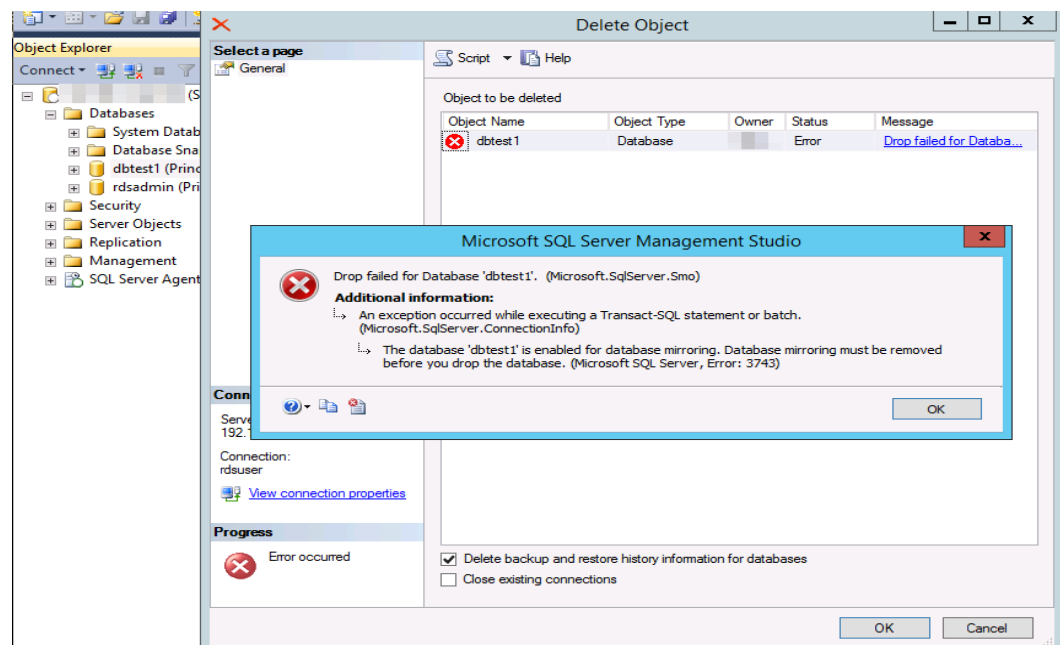 Delete Object
Object Explorer
Connect
Databases
System Datab
Database Sna
dbtest1 (Princ
rdsadmin (Pri
Security
Server Objects
Replication
Management
SQL Server Agent
Select a page
General
Script
Help
Object to be deleted
Object Name Object Type Owner Status Message
dbtest1 Database Error Drop failed for Databa...
Microsoft SQL Server Management Studio
Drop failed for Database 'dbtest1'. (Microsoft.SqlServer.Smo)
Additional information:
An exception occurred while executing a Transact-SQL statement or batch.
(Microsoft.SqlServer.ConnectionInfo)
The database 'dbtest1' is enabled for database mirroring. Database mirroring must be removed
before you drop the database. (Microsoft SQL Server, Error: 3743)
OK
Conn
Serve
192.1
Connection:
rdsuser
View connection properties
Progress
Error occurred
Delete backup and restore history information for databases
Close existing connections
OK
Cancel